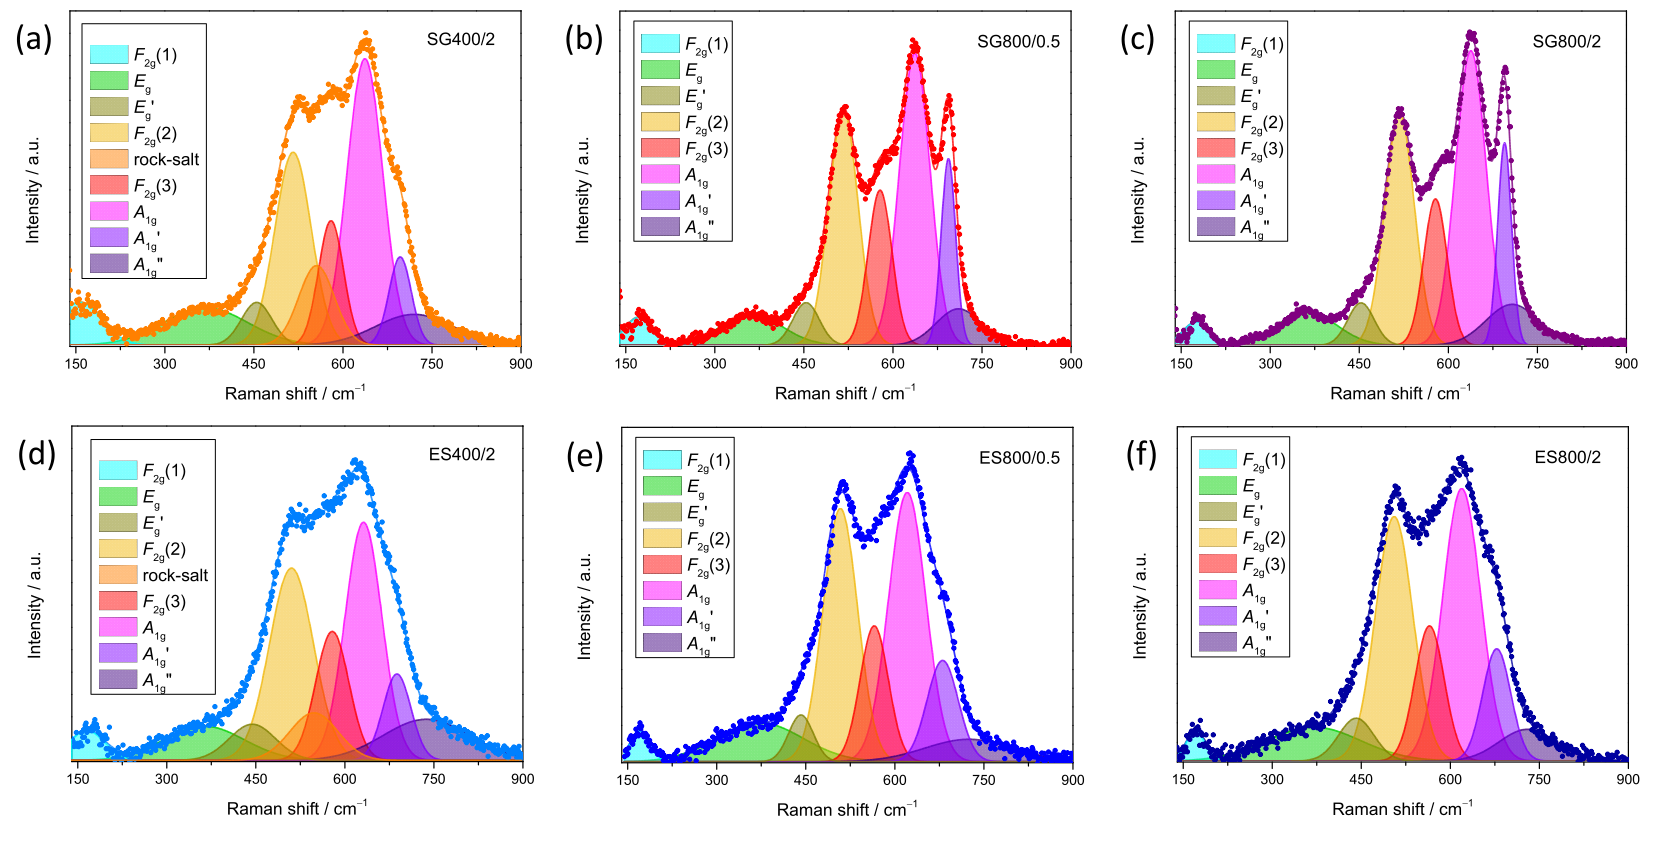 (a)
SG400/2
F2g(1)
Eg
Eg'
F2g(2)
rock-salt
F2g(3)
A1g
A1g'
A1g"
Intensity / a.u.
150 300 450 600 750 900
Raman shift / cm−1
(b)
SG800/0.5
F2g(1)
Eg
Eg'
F2g(2)
F2g(3)
A1g
A1g'
A1g"
Intensity / a.u.
150 300 450 600 750 900
Raman shift / cm−1
(c)
SG800/2
F2g(1)
Eg
Eg'
F2g(2)
F2g(3)
A1g
A1g'
A1g"
Intensity / a.u.
150 300 450 600 750 900
Raman shift / cm−1
(d)
ES400/2
F2g(1)
Eg
Eg'
F2g(2)
rock-salt
F2g(3)
A1g
A1g'
A1g"
Intensity / a.u.
150 300 450 600 750 900
Raman shift / cm−1
(e)
ES800/0.5
F2g(1)
Eg
Eg'
F2g(2)
F2g(3)
A1g
A1g'
A1g"
Intensity / a.u.
150 300 450 600 750 900
Raman shift / cm−1
(f)
ES800/2
F2g(1)
Eg
Eg'
F2g(2)
F2g(3)
A1g
A1g'
A1g"
Intensity / a.u.
150 300 450 600 750 900
Raman shift / cm−1